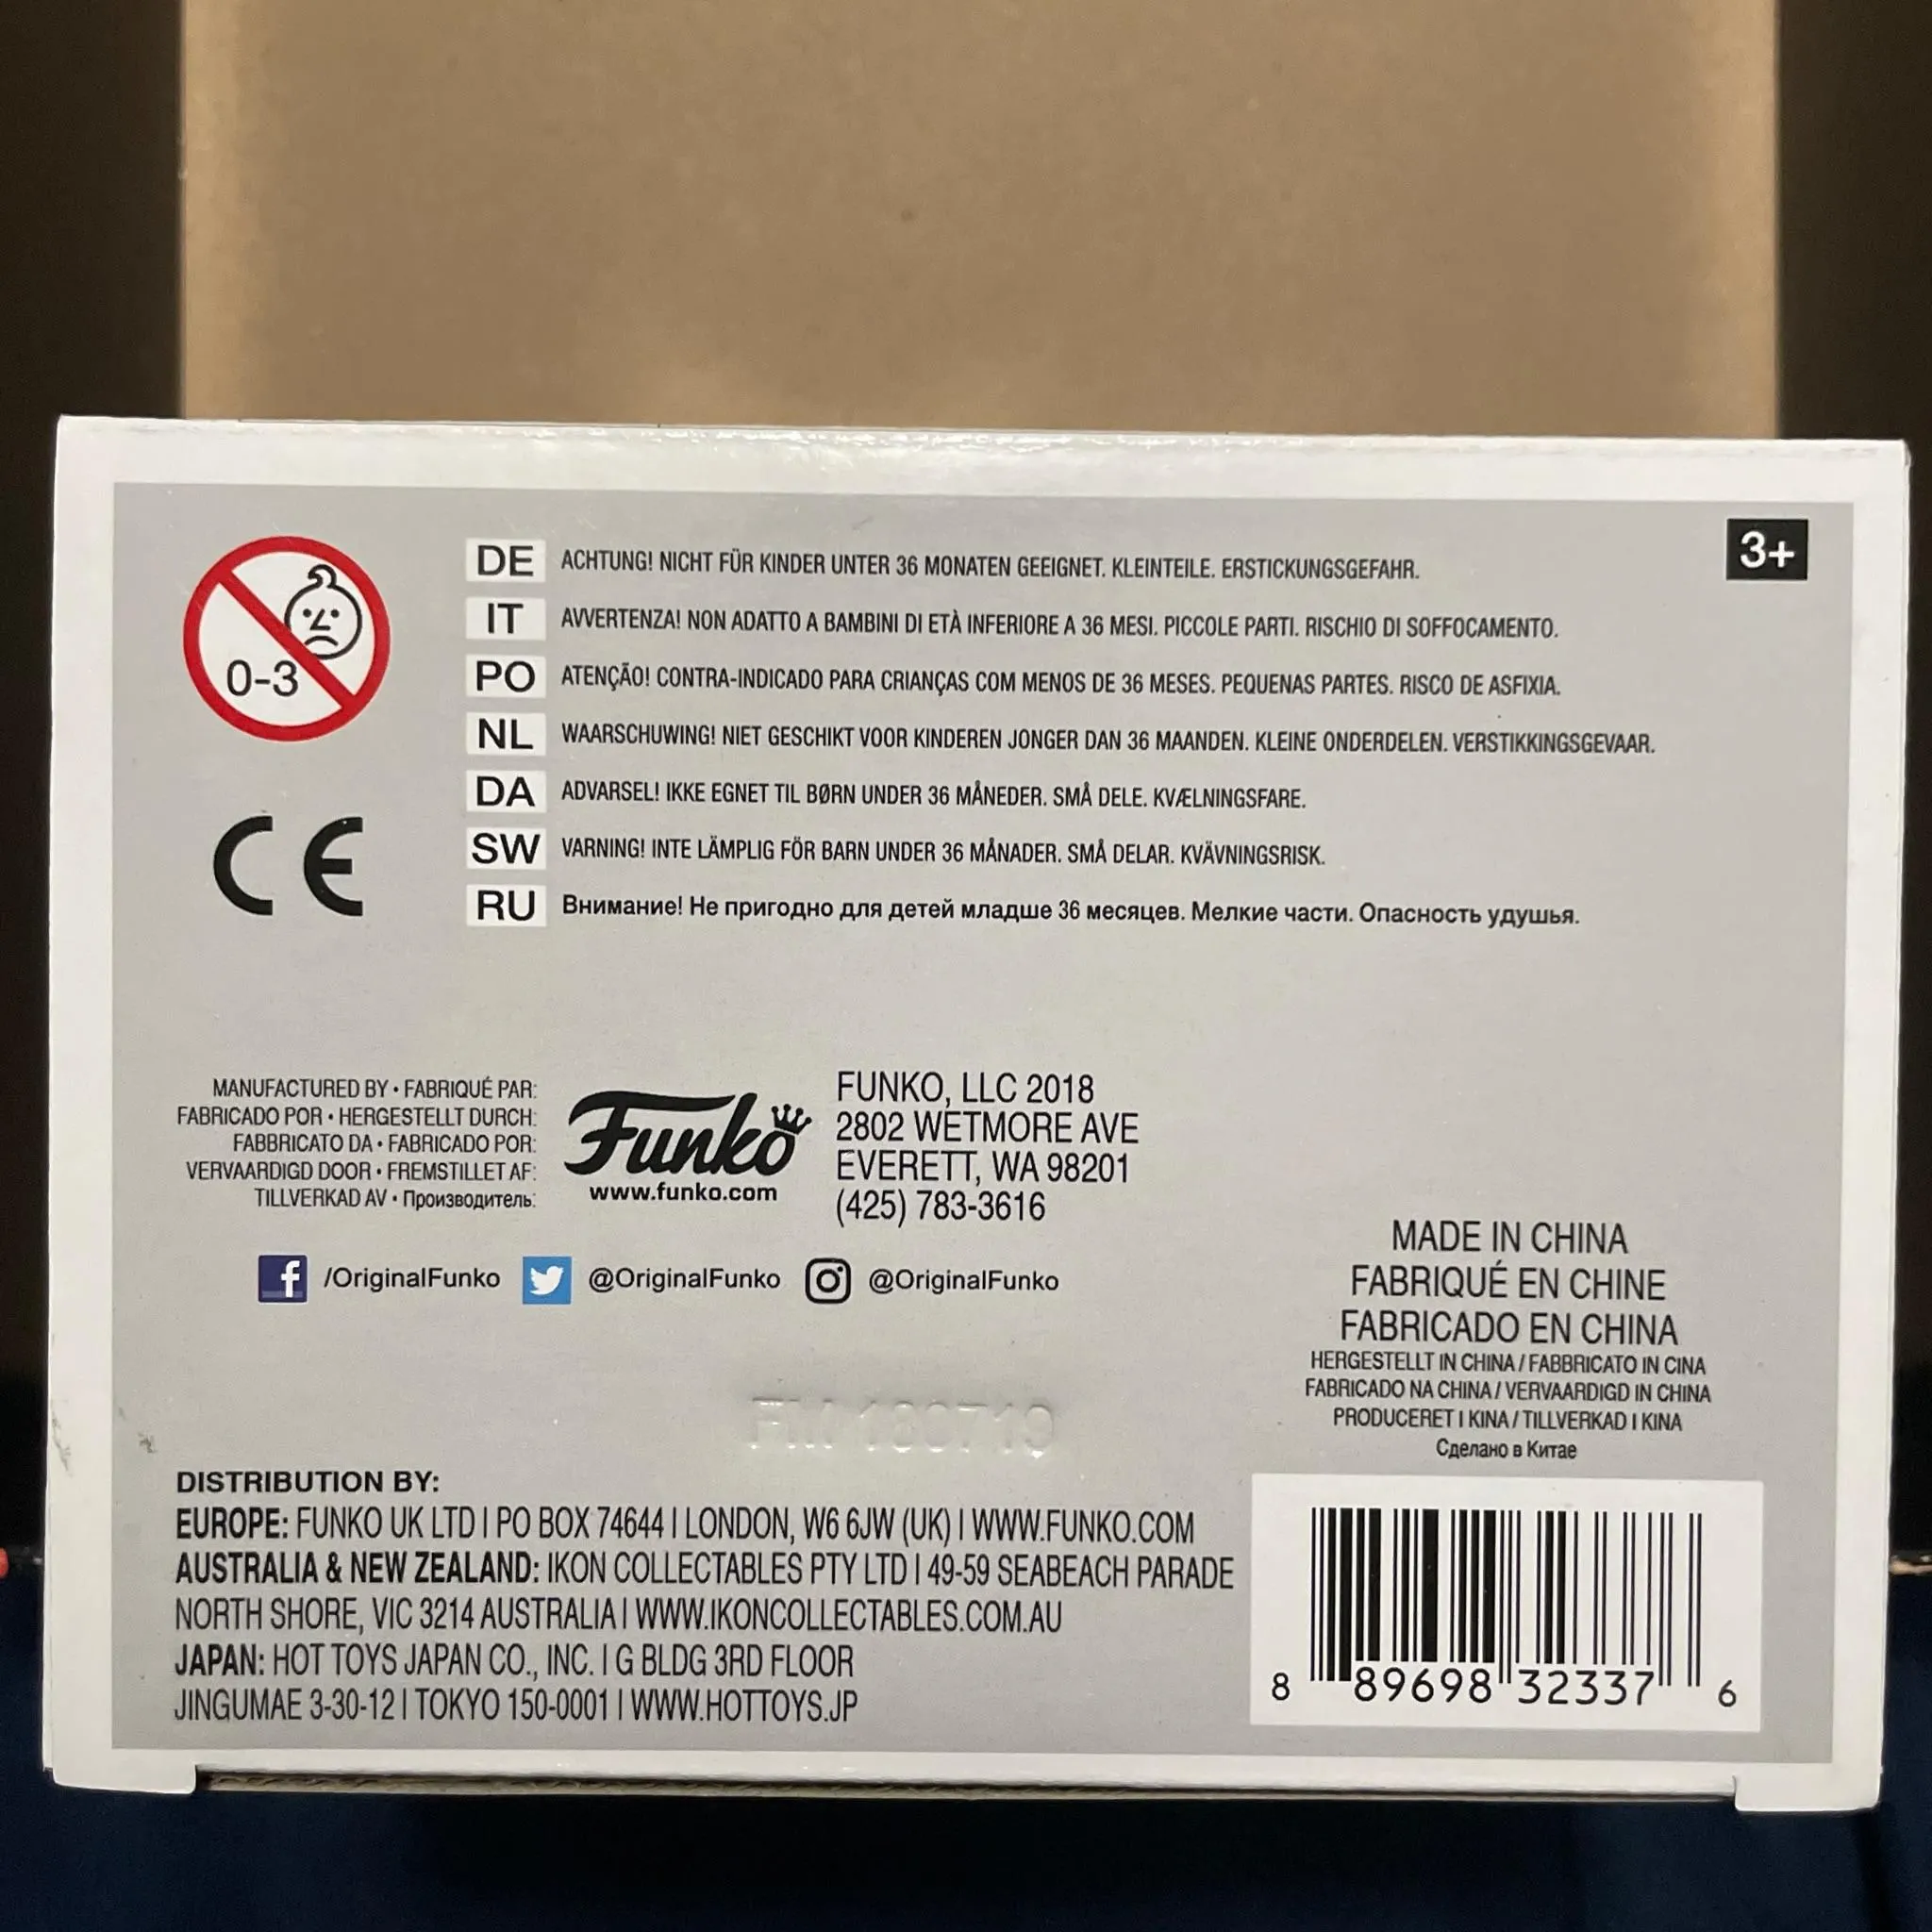 3+
0-3
DE ACHTUNG! NICHT FÜR KINDER UNTER 36 MONATEN GEEIGNET. KLEINTEILE. ERSTICKUNGSGEFAHR.
IT AVVERTENZA! NON ADATTO A BAMBINI DI ETÀ INFERIORE A 36 MESI. PICCOLE PARTI. RISCHIO DI SOFFOCAMENTO.
PO ATENÇÃO! CONTRA-INDICADO PARA CRIANÇAS COM MENOS DE 36 MESES. PEQUENAS PARTES. RISCO DE ASFIXIA.
NL WAARSCHUWING! NIET GESCHIKT VOOR KINDEREN JONGER DAN 36 MAANDEN. KLEINE ONDERDELEN. VERSTIKKINGSGEVAAR.
DA ADVARSEL! IKKE EGNET TIL BØRN UNDER 36 MÅNEDER. SMÅ DELE. KVÆLNINGSFARE.
SW VARNING! INTE LÄMPLIG FÖR BARN UNDER 36 MÅNADER. SMÅ DELAR. KVÄVNINGSRISK.
RU Внимание! Не пригодно для детей младше 36 месяцев. Мелкие части. Опасность удушья.
CE
MANUFACTURED BY • FABRIQUÉ PAR:
FABRICADO POR • HERGESTELLT DURCH:
FABBRICATO DA • FABRICADO POR:
VERVAARDIGD DOOR • FREMSTILLET AF:
TILLVERKAD AV • Производитель:
Funko
www.funko.com
FUNKO, LLC 2018
2802 WETMORE AVE
EVERETT, WA 98201
(425) 783-3616
/OriginalFunko @OriginalFunko @OriginalFunko
MADE IN CHINA
FABRIQUÉ EN CHINE
FABRICADO EN CHINA
HERGESTELLT IN CHINA / FABBRICATO IN CINA
FABRICADO NA CHINA / VERVAARDIGD IN CHINA
PRODUCERET I KINA / TILLVERKAD I KINA
Сделано в Китае
DISTRIBUTION BY:
EUROPE: FUNKO UK LTD | PO BOX 74644 | LONDON, W6 6JW (UK) | WWW.FUNKO.COM
AUSTRALIA & NEW ZEALAND: IKON COLLECTABLES PTY LTD | 49-59 SEABEACH PARADE
NORTH SHORE, VIC 3214 AUSTRALIA | WWW.IKONCOLLECTABLES.COM.AU
JAPAN: HOT TOYS JAPAN CO., INC. | G BLDG 3RD FLOOR
JINGUMAE 3-30-12 | TOKYO 150-0001 | WWW.HOTTOYS.JP
8 89698 32337 6